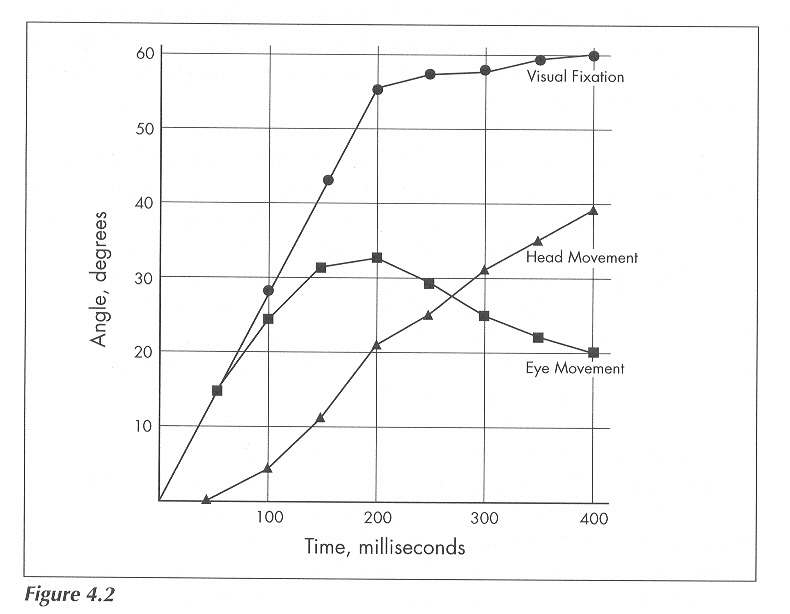 60
Visual Fixation
50
40
Head Movement
30
20
Eye Movement
10
100 200 300 400
Angle, degrees
Time, milliseconds
Figure 4.2